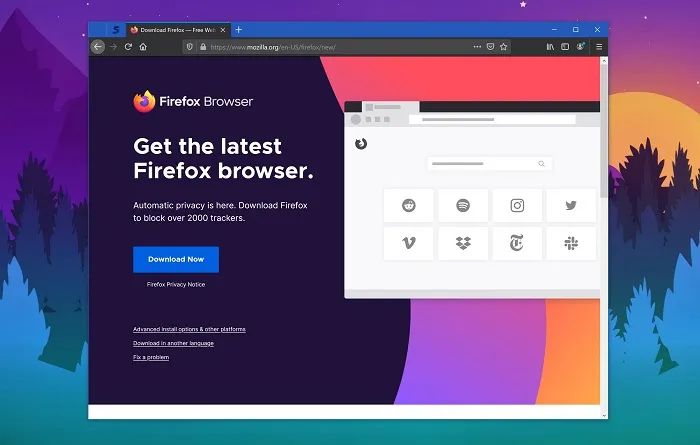 Download Firefox — Free Web
https://www.mozilla.org/en-US/firefox/new/
Firefox Browser
Get the latest
Firefox browser.
Automatic privacy is here. Download Firefox
to block over 2000 trackers.
Download Now
Firefox Privacy Notice
Advanced install options & other platforms
Download in another language
Fix a problem